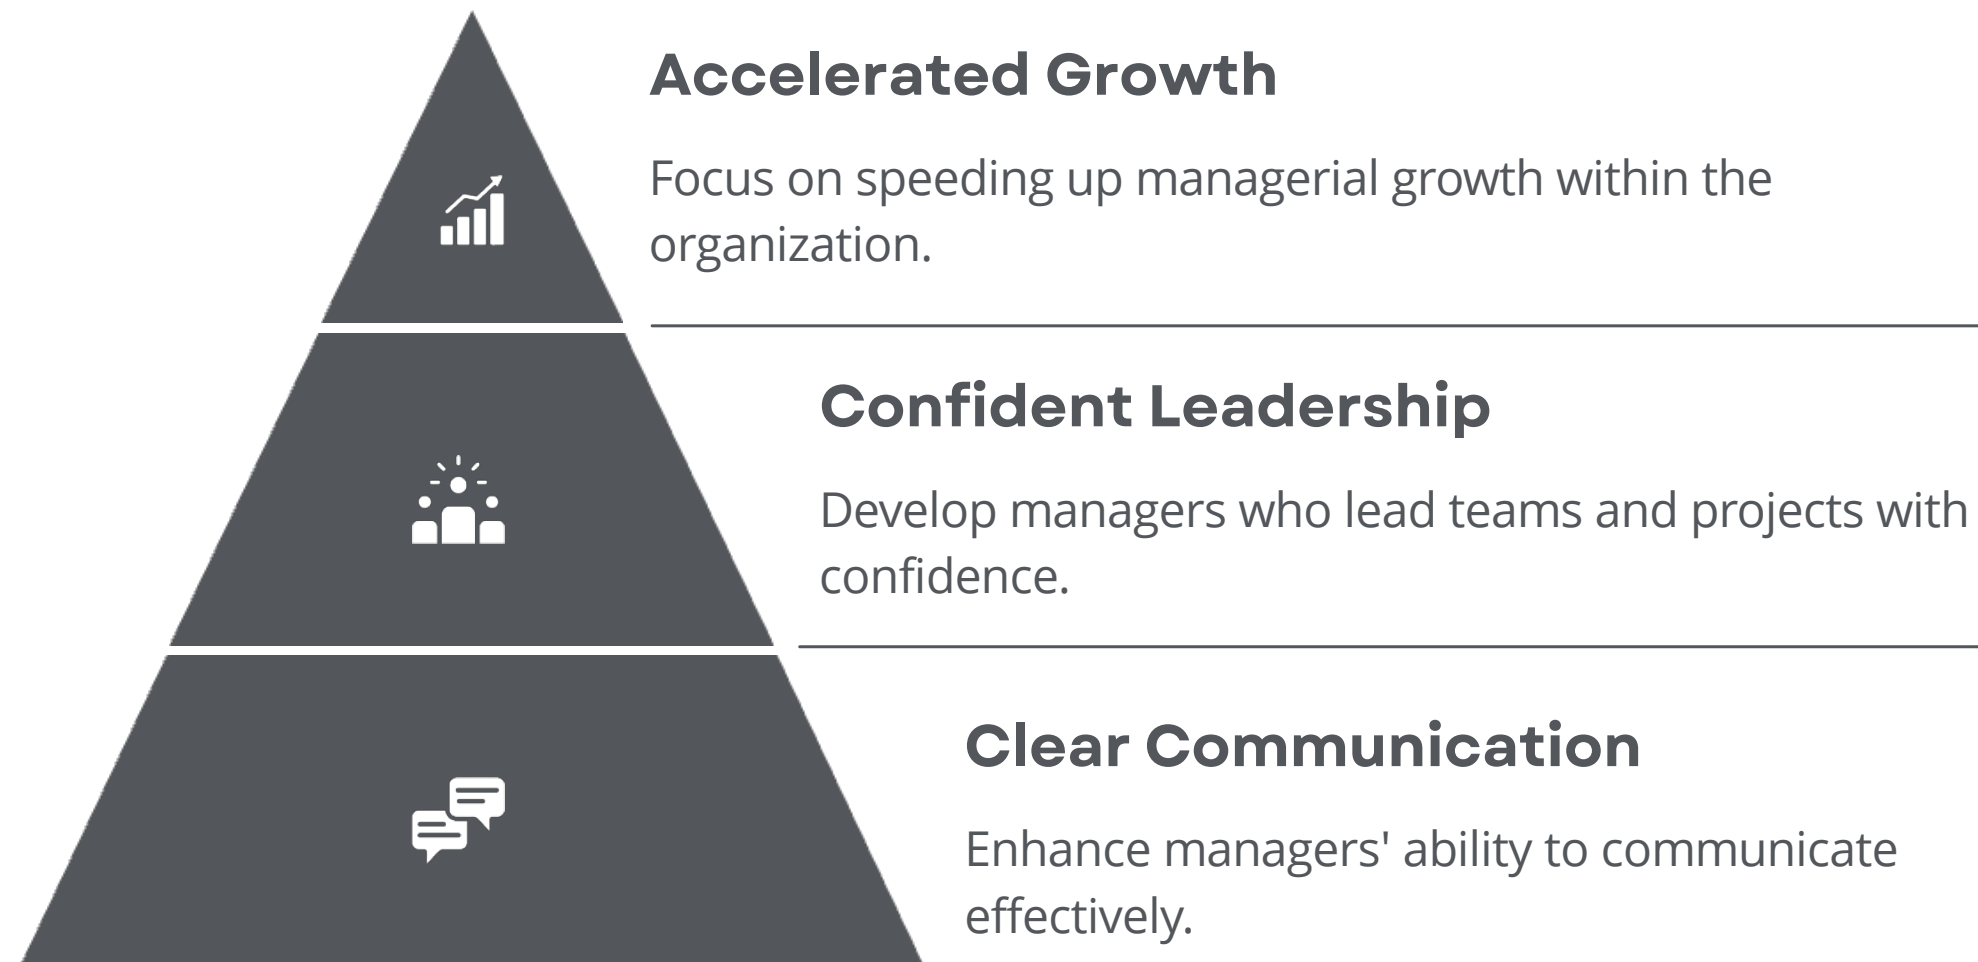 Accelerated Growth
Focus on speeding up managerial growth within the
organization.
Confident Leadership
Develop managers who lead teams and projects with
confidence.
Clear Communication
Enhance managers' ability to communicate
effectively.